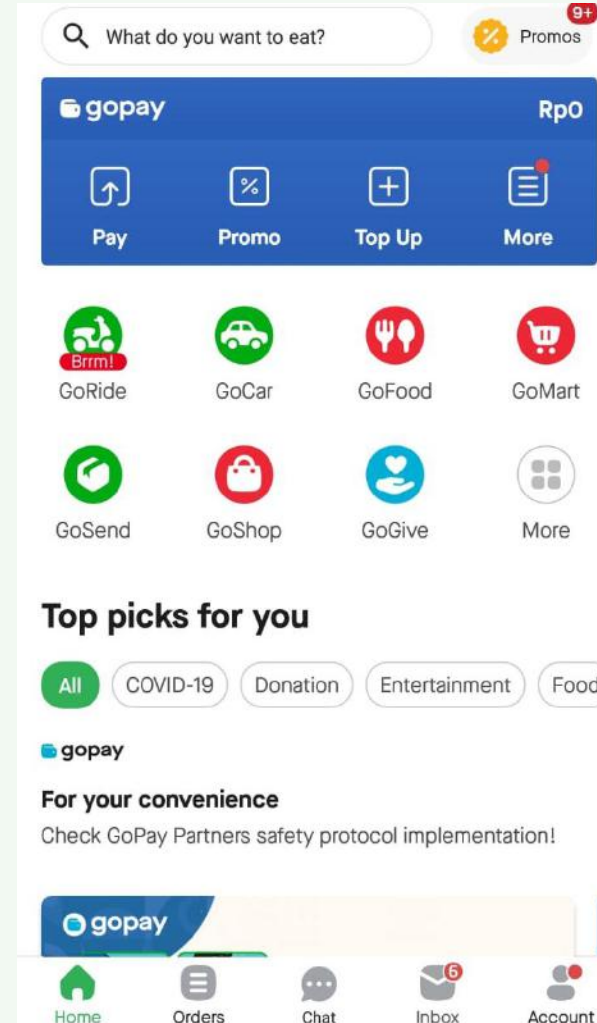 What do you want to eat?
9+
Promos
gopay Rp0
Pay Promo Top Up More
Brrm!
GoRide GoCar GoFood GoMart
GoSend GoShop GoGive More
Top picks for you
All COVID-19 Donation Entertainment Food
gopay
For your convenience
Check GoPay Partners safety protocol implementation!
gopay
6
Home Orders Chat Inbox Account